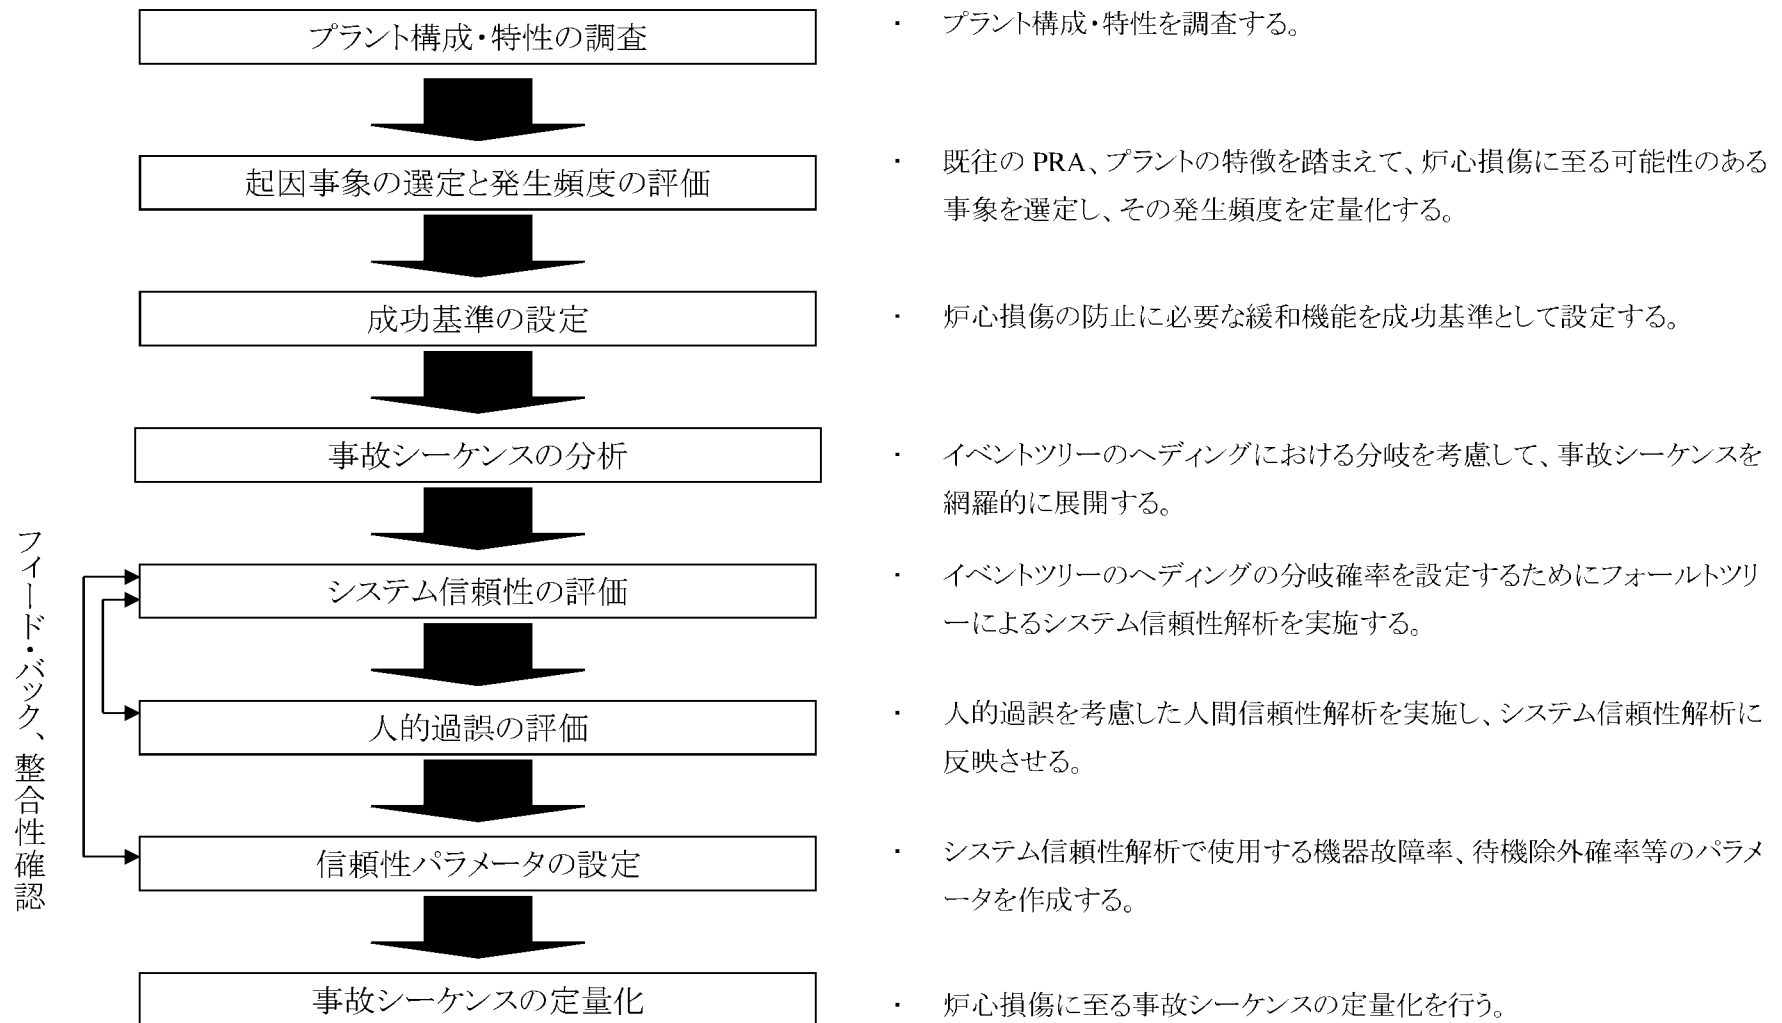 プラント構成・特性の調査
・ プラント構成・特性を調査する。
起因事象の選定と発生頻度の評価
・ 既往の PRA、プラントの特徴を踏まえて、炉心損傷に至る可能性のある
事象を選定し、その発生頻度を定量化する。
成功基準の設定
・ 炉心損傷の防止に必要な緩和機能を成功基準として設定する。
事故シーケンスの分析
・ イベントツリーのヘディングにおける分岐を考慮して、事故シーケンスを
網羅的に展開する。
フィード・バック、整合性確認
システム信頼性の評価
・ イベントツリーのヘディングの分岐確率を設定するためにフォールトツリ
ーによるシステム信頼性解析を実施する。
人的過誤の評価
・ 人的過誤を考慮した人間信頼性解析を実施し、システム信頼性解析に
反映させる。
信頼性パラメータの設定
・ システム信頼性解析で使用する機器故障率、待機除外確率等のパラメ
ータを作成する。
事故シーケンスの定量化
・ 炉心損傷に至る事故シーケンスの定量化を行う。